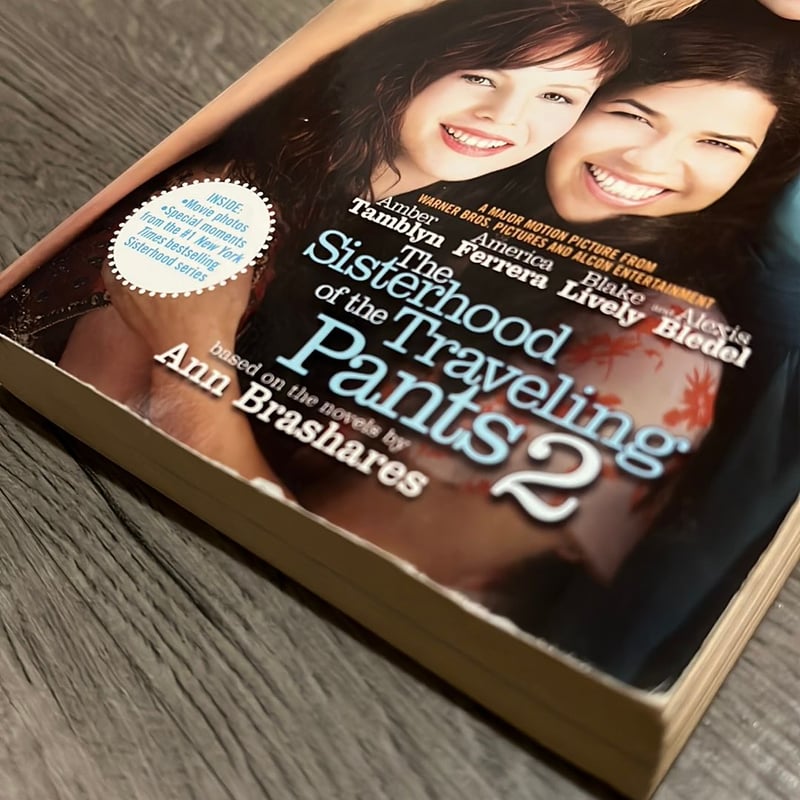 INSIDE:
•Movie photos
•Special moments
from the #1 New York
Times bestselling
Sisterhood series
A MAJOR MOTION PICTURE FROM
WARNER BROS. PICTURES AND ALCON ENTERTAINMENT
Amber Tamblyn
America Ferrera
Blake Lively
and Alexis Bledel
The
Sisterhood
of the Traveling
Pants 2
based on the novels by
Ann Brashares